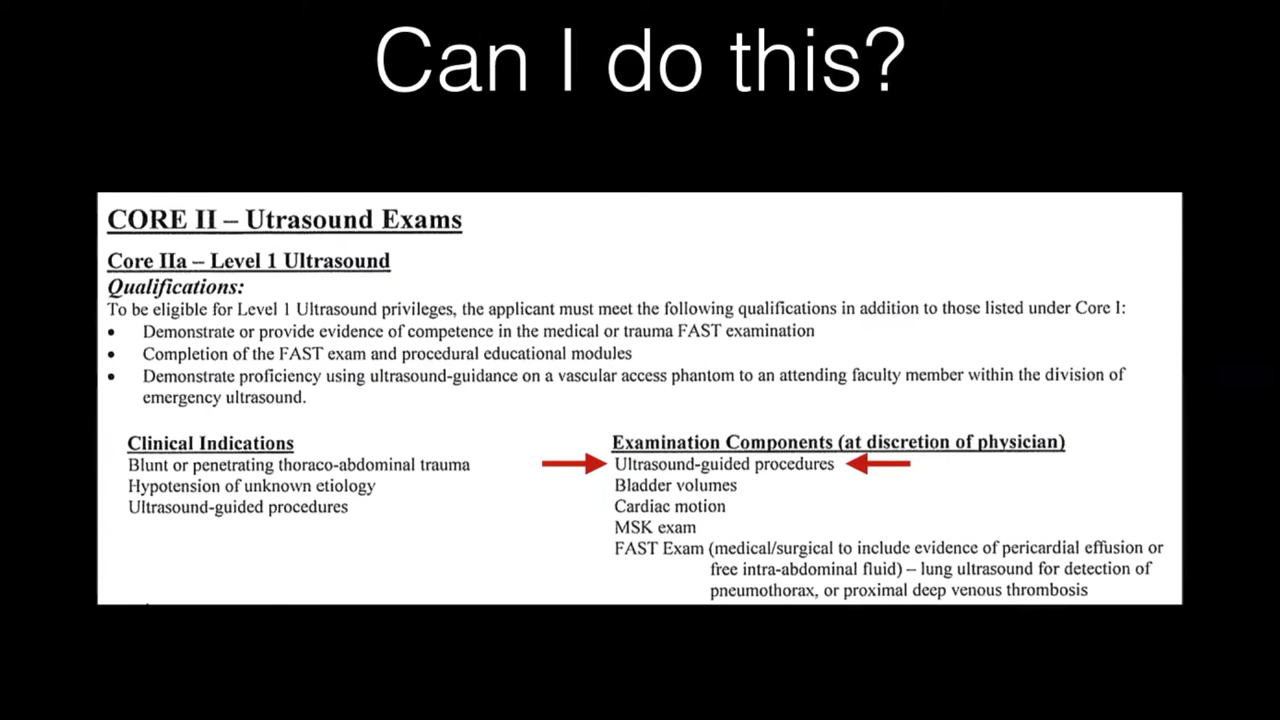 Can I do this?
CORE II – Utrasound Exams
Core IIa – Level 1 Ultrasound
Qualifications:
To be eligible for Level 1 Ultrasound privileges, the applicant must meet the following qualifications in addition to those listed under Core I:
• Demonstrate or provide evidence of competence in the medical or trauma FAST examination
• Completion of the FAST exam and procedural educational modules
• Demonstrate proficiency using ultrasound-guidance on a vascular access phantom to an attending faculty member within the division of
emergency ultrasound.
Clinical Indications
Blunt or penetrating thoraco-abdominal trauma
Hypotension of unknown etiology
Ultrasound-guided procedures
Examination Components (at discretion of physician)
Ultrasound-guided procedures
Bladder volumes
Cardiac motion
MSK exam
FAST Exam (medical/surgical to include evidence of pericardial effusion or
free intra-abdominal fluid) – lung ultrasound for detection of
pneumothorax, or proximal deep venous thrombosis